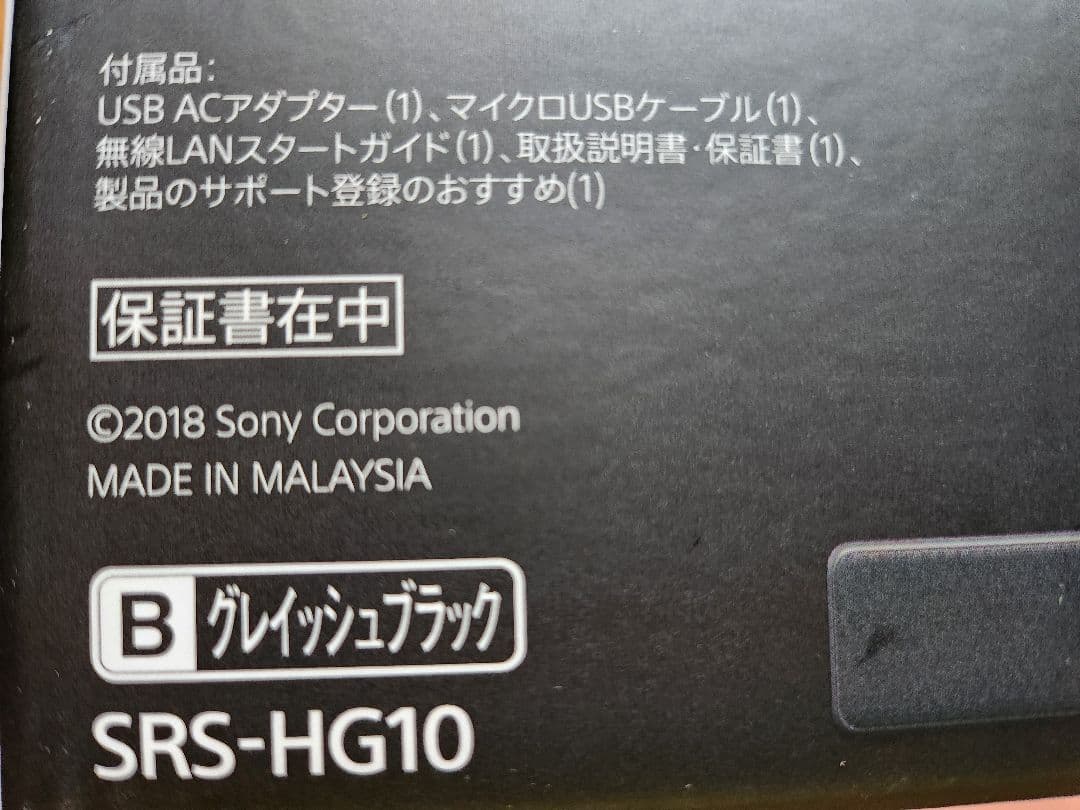 付属品:
USB ACアダプター(1)、マイクロUSBケーブル(1)、
無線LANスタートガイド(1)、取扱説明書・保証書(1)、
製品のサポート登録のおすすめ(1)
保証書在中
©2018 Sony Corporation
MADE IN MALAYSIA
B グレイッシュブラック
SRS-HG10